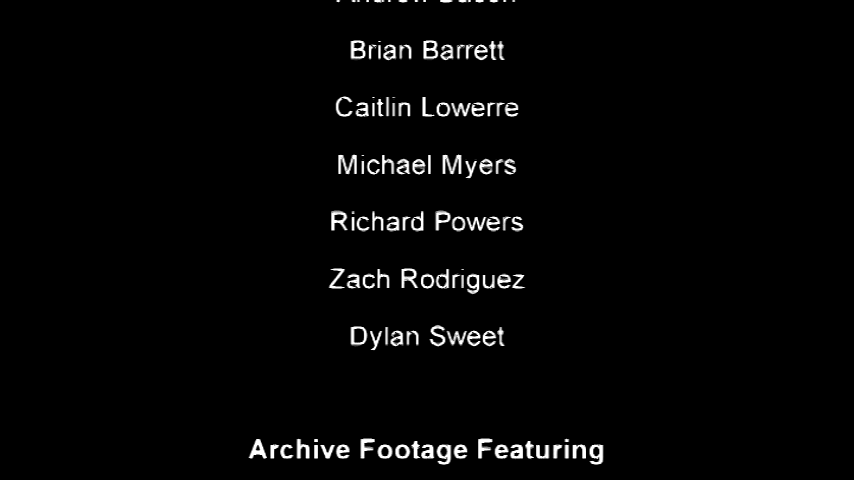 Brian Barrett
Caitlin Lowerre
Michael Myers
Richard Powers
Zach Rodriguez
Dylan Sweet
Archive Footage Featuring